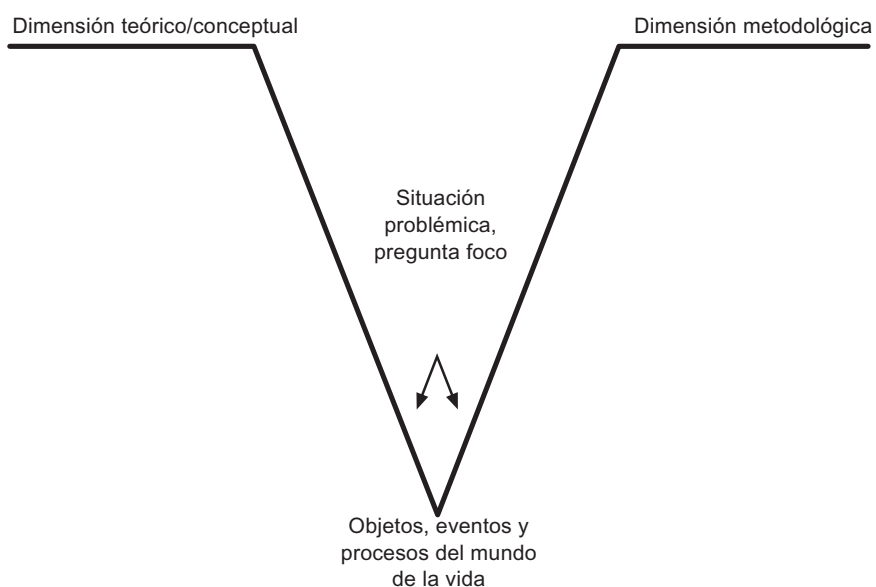 Dimensión teórico/conceptual
Dimensión metodológica
Situación
problémica,
pregunta foco
Objetos, eventos y
procesos del mundo
de la vida